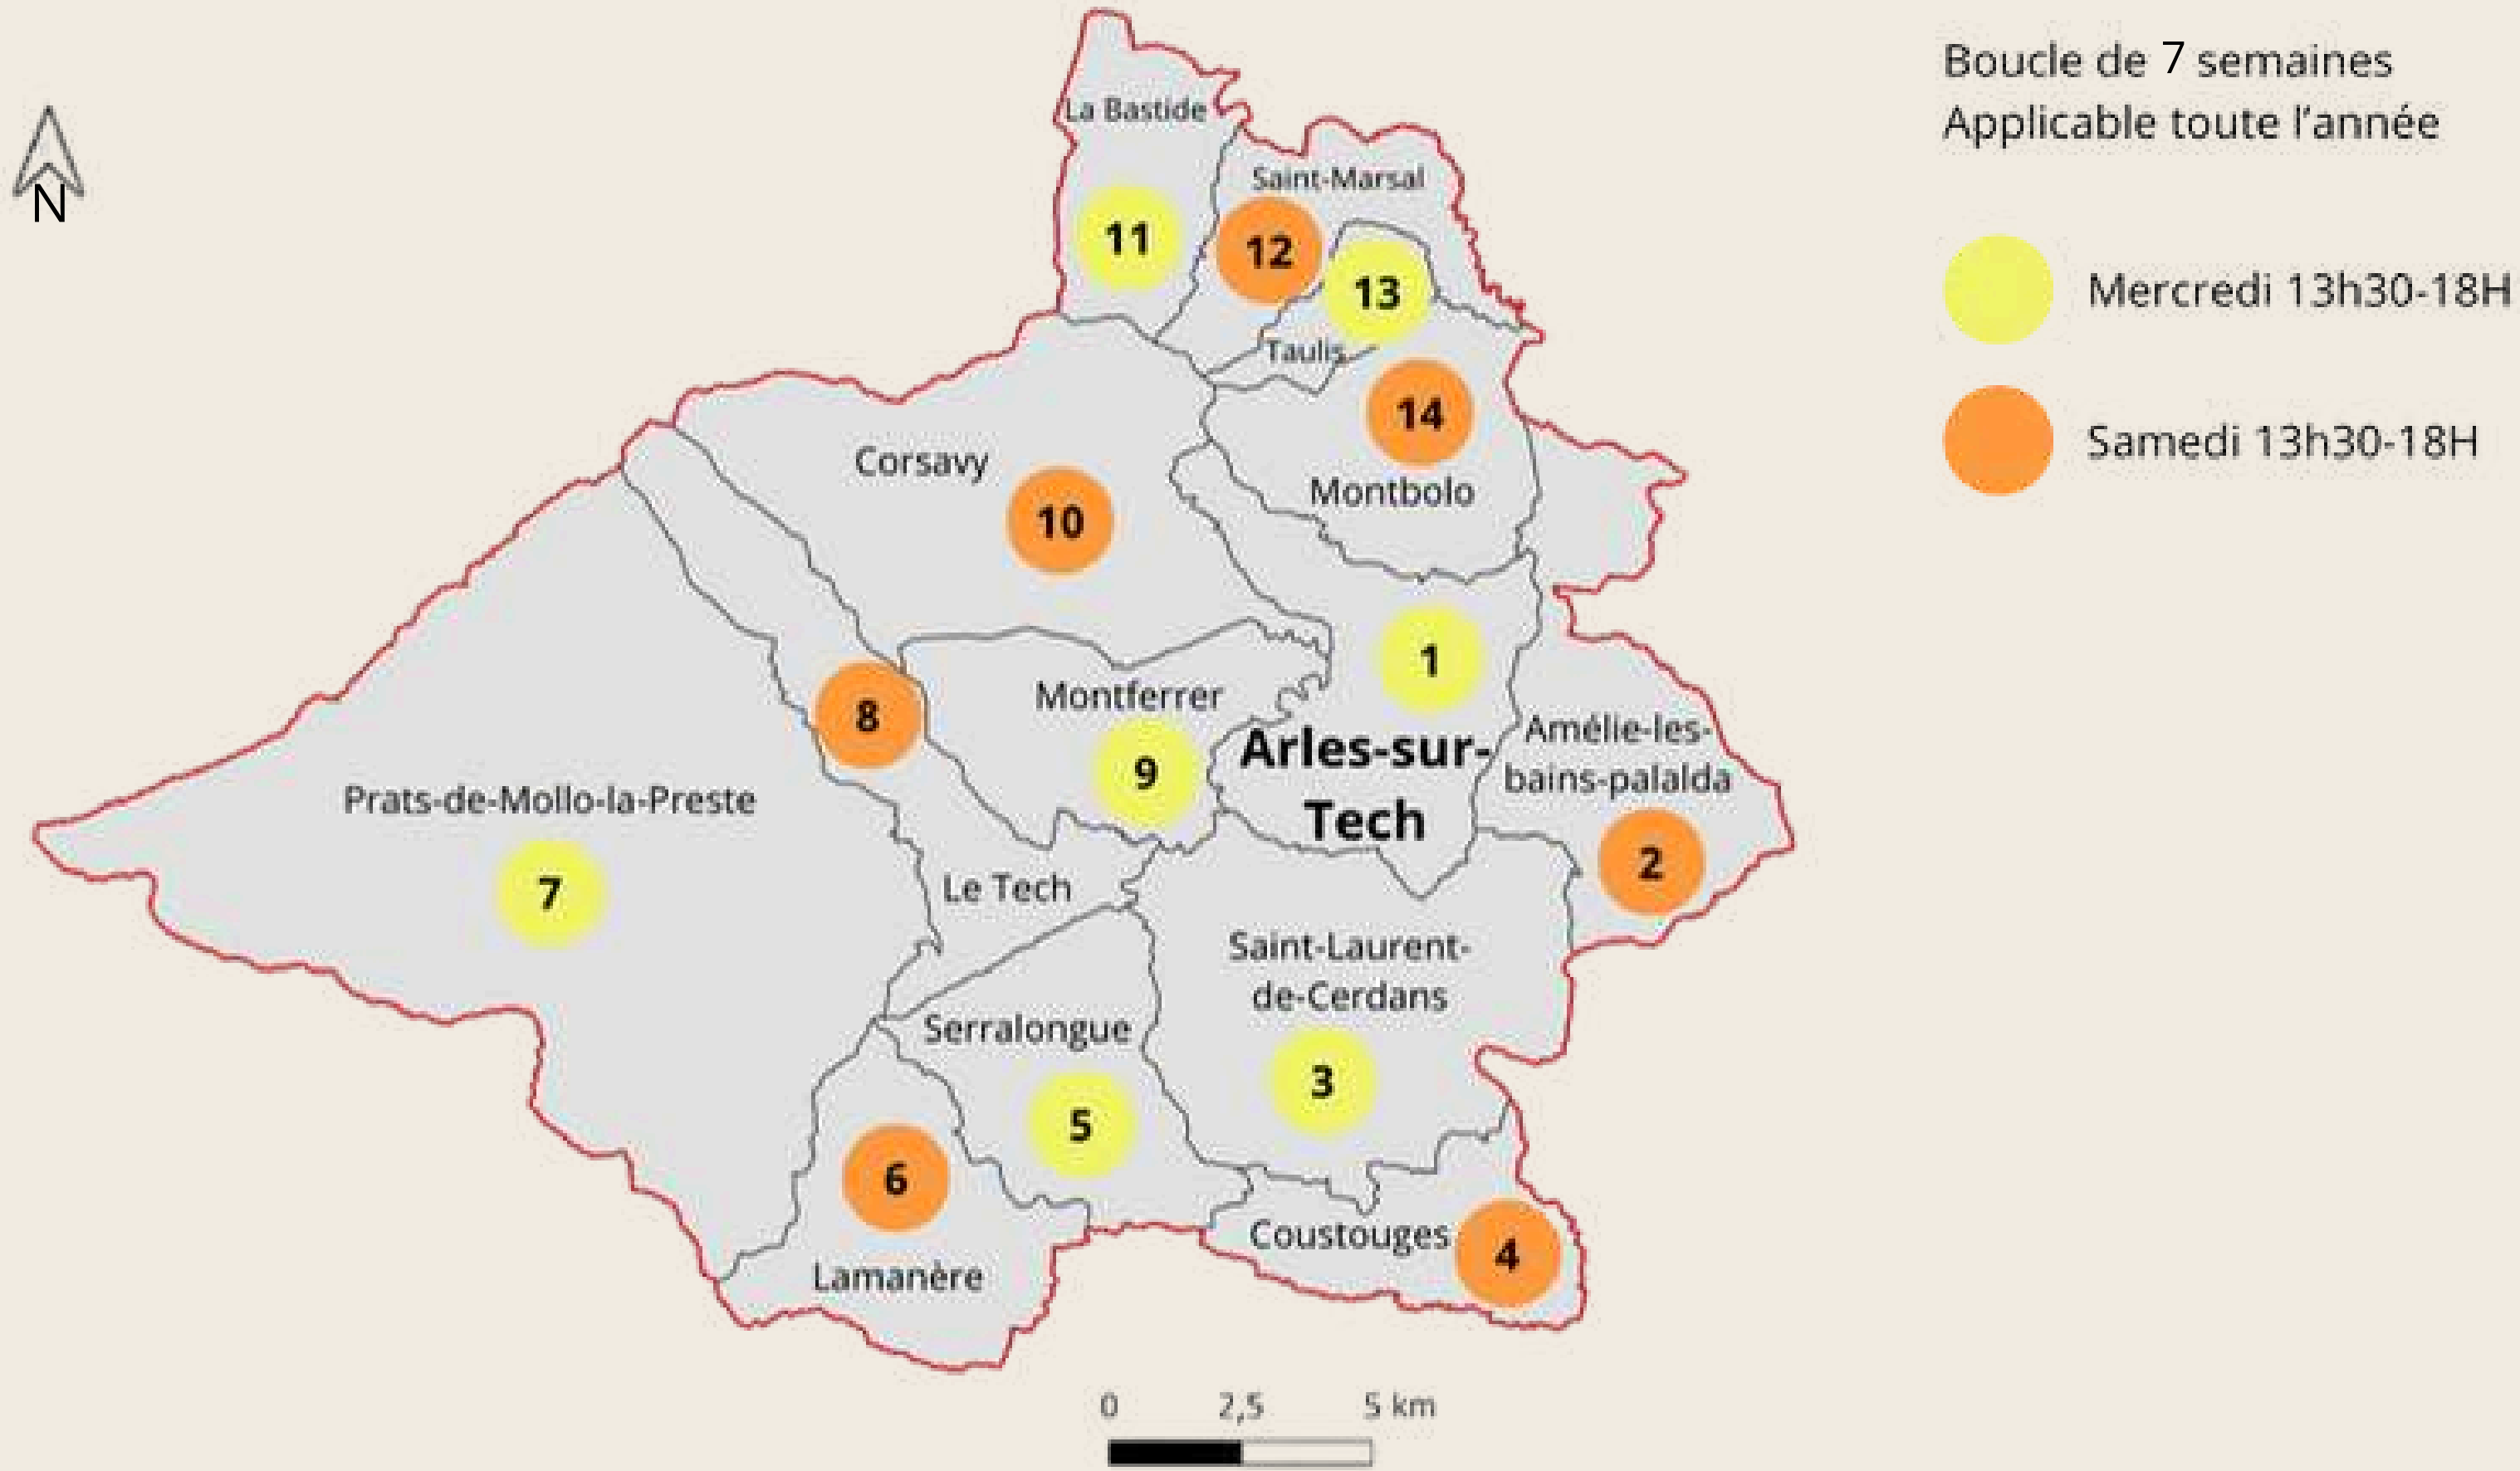 Boucle de 7 semaines
Applicable toute l'année
N
La Bastide
Saint-Marsal
11
12
13
Mercredi 13h30-18H
Taulis
14
Samedi 13h30-18H
Corsavy
Montbolo
10
1
Montferrer
8
Arles-sur-
Tech
Amélie-les-
bains-palalda
9
Prats-de-Mollo-la-Preste
2
7
Le Tech
Saint-Laurent-
de-Cerdans
Serralongue
3
5
6
Coustouges
4
Lamanère
0 2,5 5 km